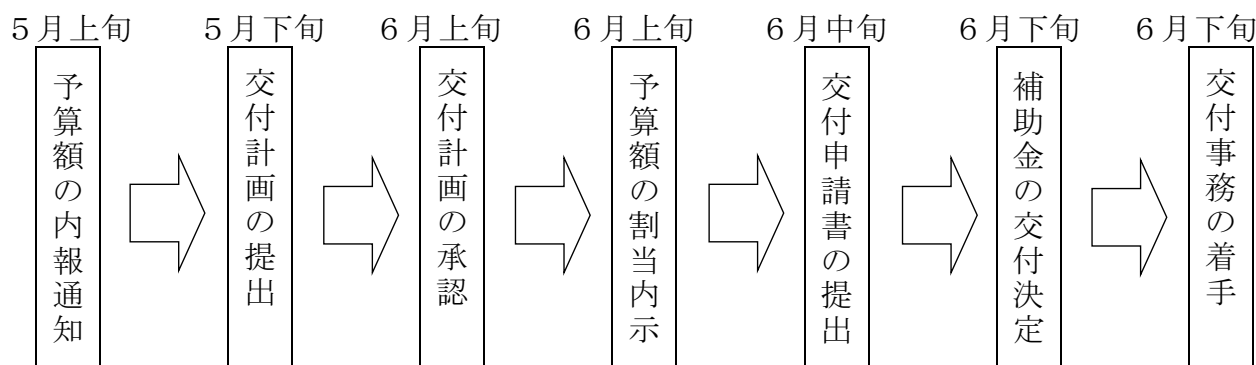 ５月上旬
予算額の内報通知
５月下旬
交付計画の提出
６月上旬
交付計画の承認
６月上旬
予算額の割当内示
６月中旬
交付申請書の提出
６月下旬
補助金の交付決定
６月下旬
交付事務の着手